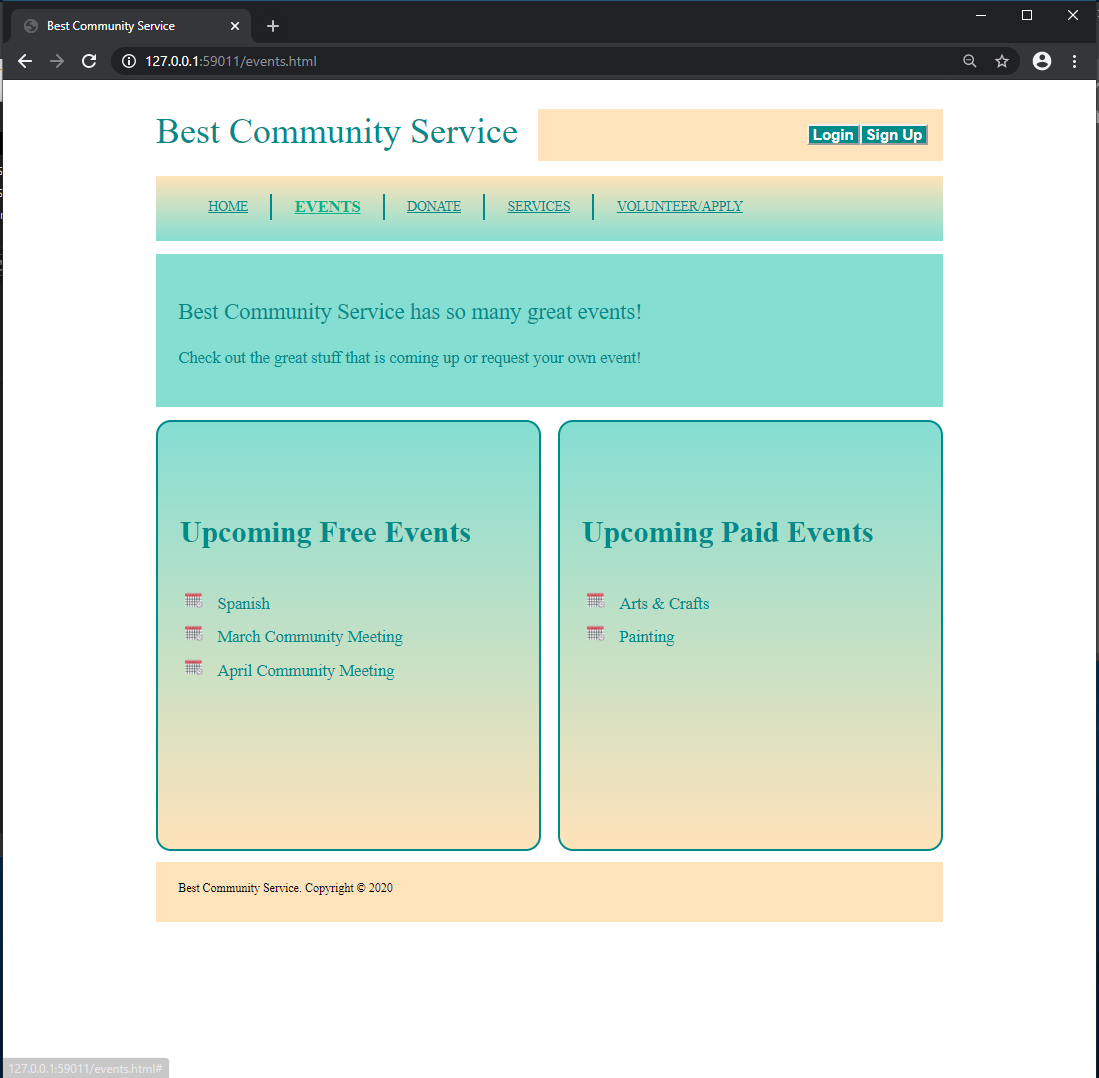 Best Community Service
127.0.0.1:59011/events.html
Best Community Service
Login Sign Up
HOME EVENTS DONATE SERVICES VOLUNTEER/APPLY
Best Community Service has so many great events!
Check out the great stuff that is coming up or request your own event!
Upcoming Free Events
Spanish
March Community Meeting
April Community Meeting
Upcoming Paid Events
Arts & Crafts
Painting
Best Community Service. Copyright © 2020
127.0.0.1:59011/events.html#